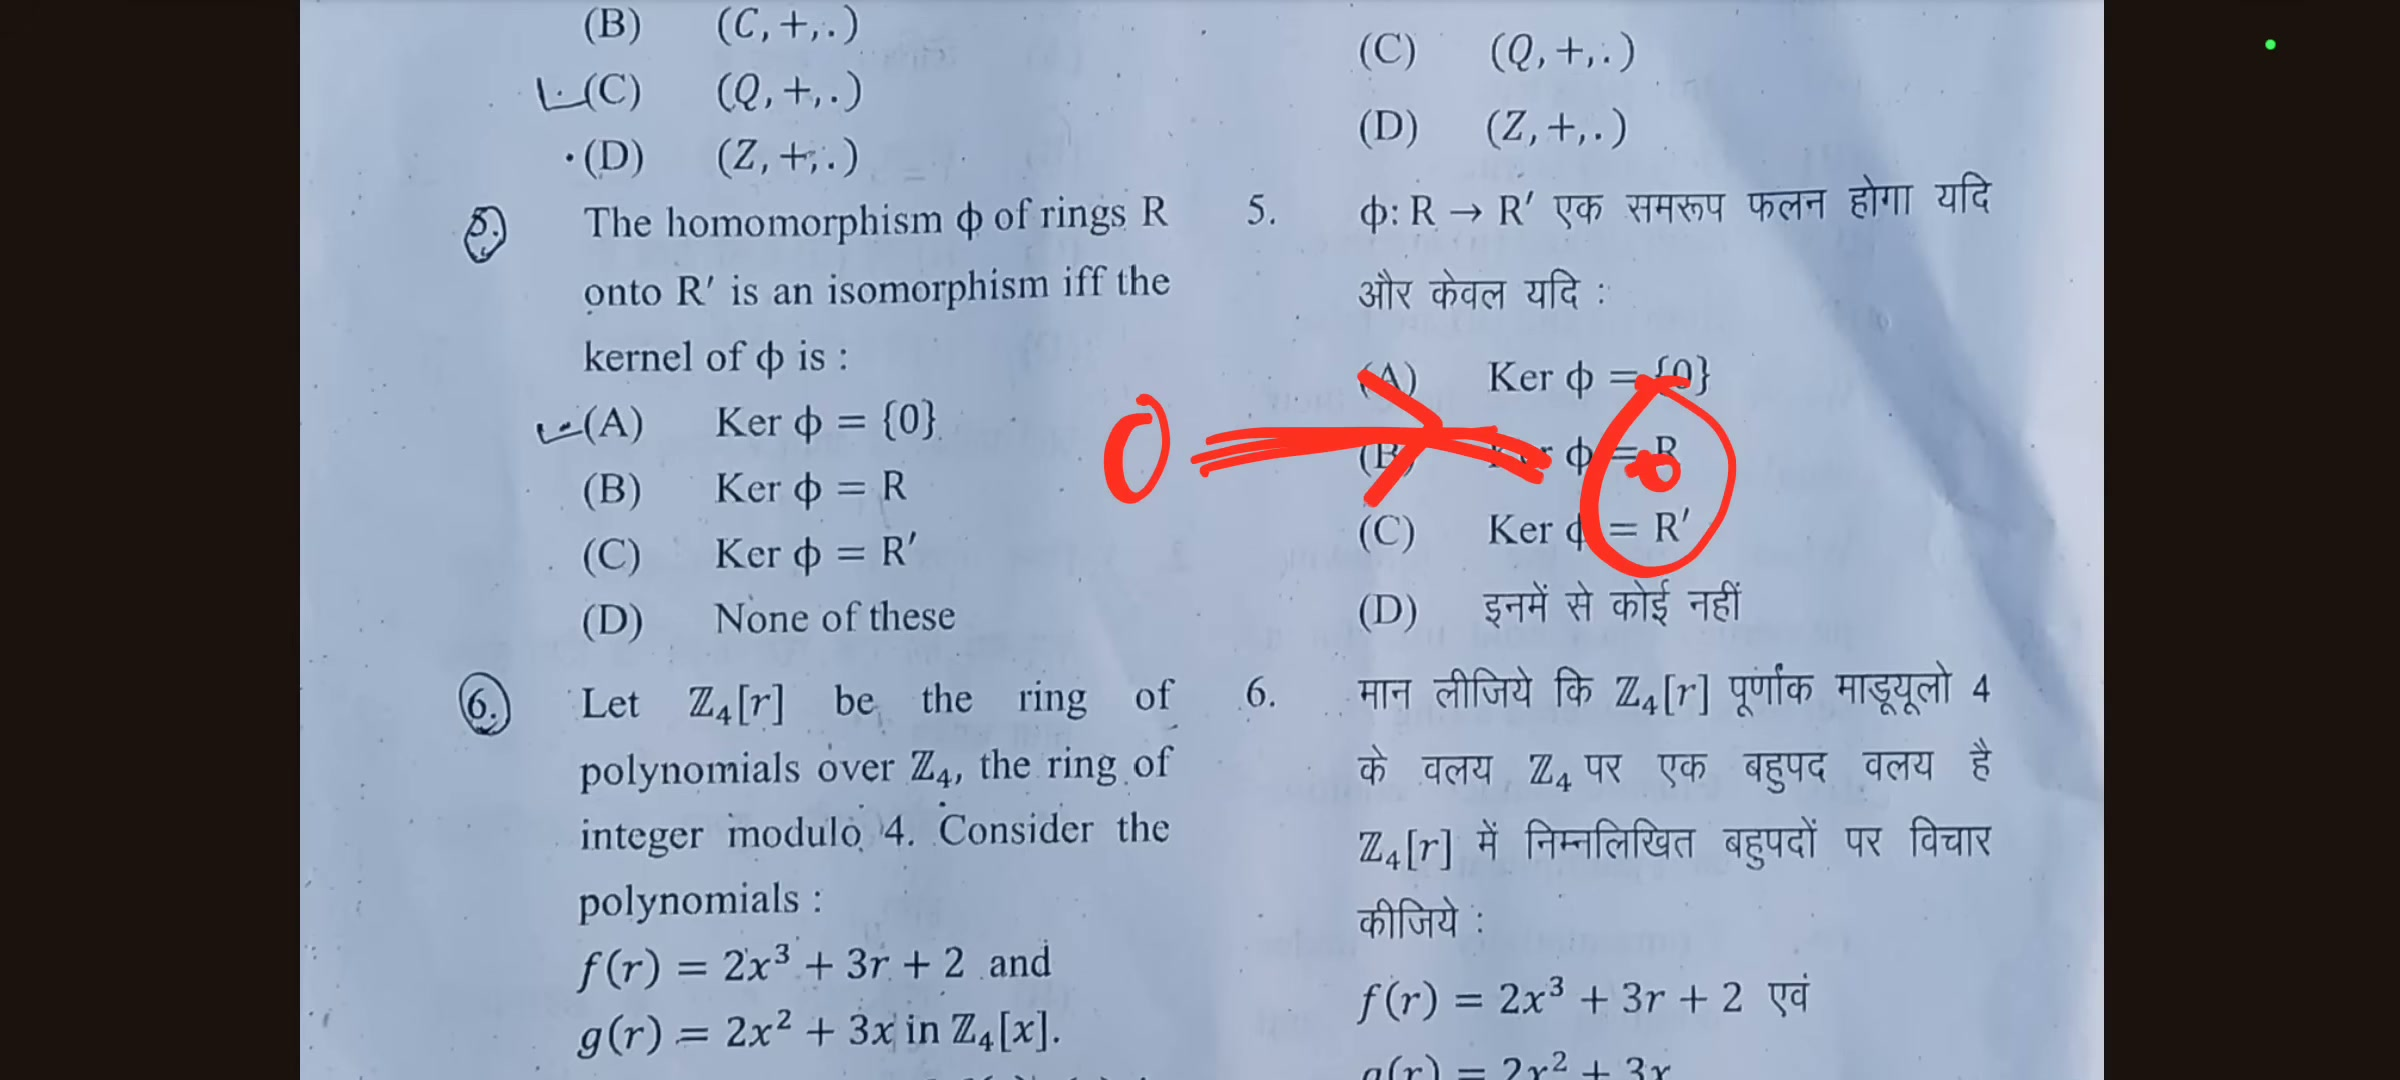 (B) (C, +,.)
(C) (Q, +,.)
(D) (Z, +,.)
5. The homomorphism ϕ of rings R
onto R′ is an isomorphism iff the
kernel of ϕ is :
(A) Ker ϕ = {0}
(B) Ker ϕ = R
(C) Ker ϕ = R′
(D) None of these
6. Let ℤ₄[r] be the ring of
polynomials over ℤ₄, the ring of
integer modulo 4. Consider the
polynomials :
f(r) = 2x³ + 3r + 2 and
g(r) = 2x² + 3x in ℤ₄[x].
(C) (Q, +,.)
(D) (Z, +,.)
5. ϕ: R → R′ एक समरूप फलन होगा यदि
और केवल यदि :
(A) Ker ϕ = {0}
(B) Ker ϕ = R
(C) Ker ϕ = R′
(D) इनमें से कोई नहीं
0
6. मान लीजिये कि ℤ₄[r] पूर्णांक माडूयूलो 4
के वलय ℤ₄ पर एक बहुपद वलय है
ℤ₄[r] में निम्नलिखित बहुपदों पर विचार
कीजिये :
f(r) = 2x³ + 3r + 2 एवं
g(r) = 2x² + 3x